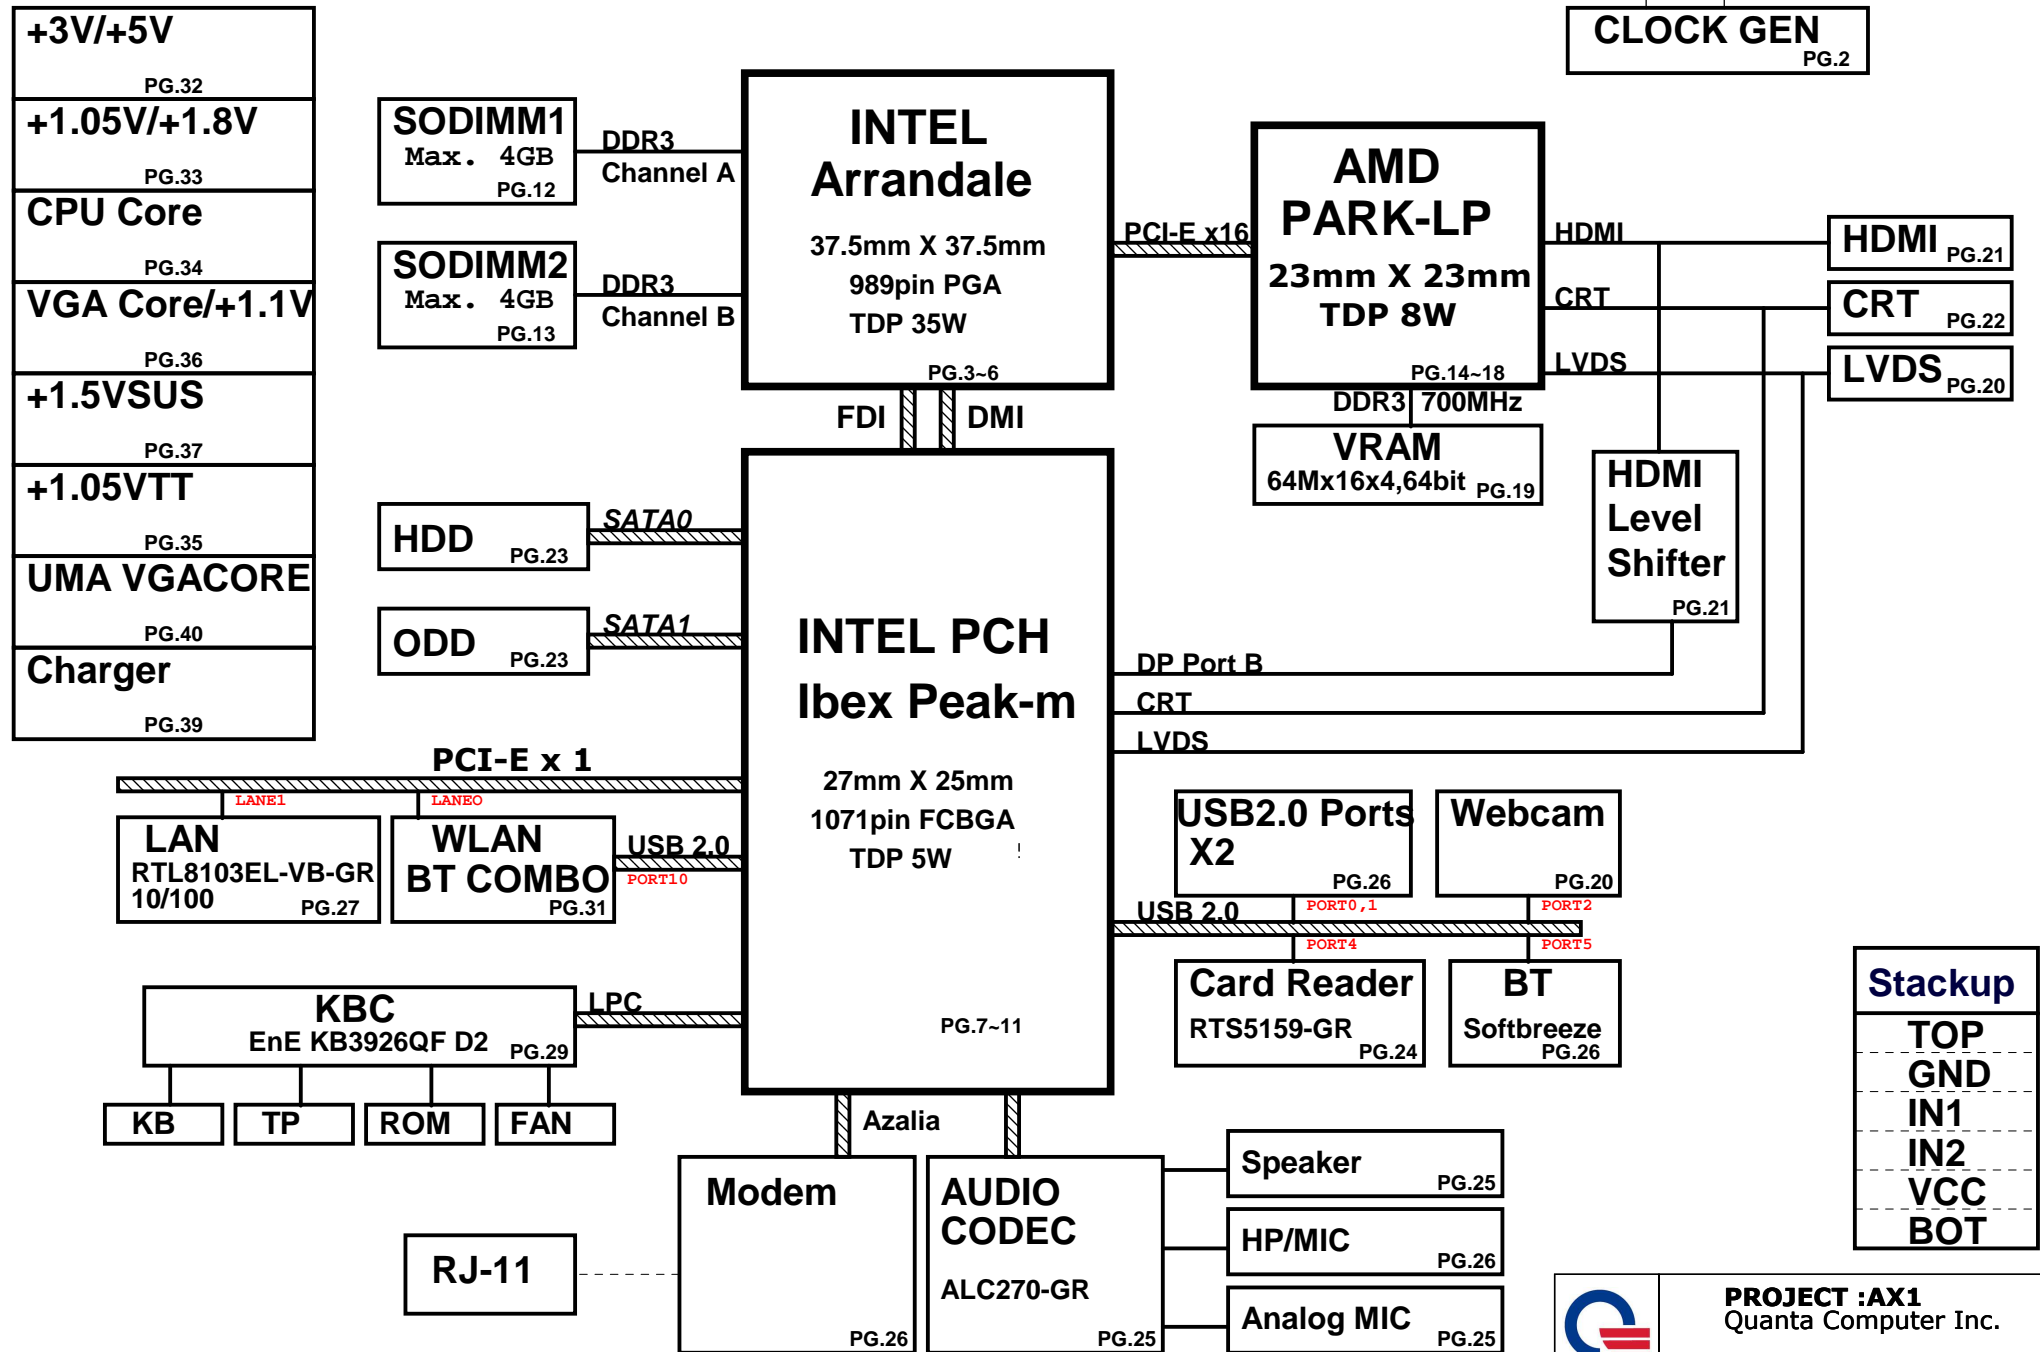 +3V/+5V
PG.32
+1.05V/+1.8V
PG.33
CPU Core
PG.34
VGA Core/+1.1V
PG.36
+1.5VSUS
PG.37
+1.05VTT
PG.35
UMA VGACORE
PG.40
Charger
PG.39
SODIMM1
Max. 4GB
PG.12
DDR3
Channel A
SODIMM2
Max. 4GB
PG.13
DDR3
Channel B
INTEL
Arrandale
37.5mm X 37.5mm
989pin PGA
TDP 35W
PG.3~6
PCI-E x16
AMD
PARK-LP
23mm X 23mm
TDP 8W
PG.14~18
CLOCK GEN
PG.2
HDMI
CRT
LVDS
HDMI PG.21
CRT PG.22
LVDS PG.20
DDR3 700MHz
VRAM
64Mx16x4,64bit PG.19
HDMI
Level
Shifter
PG.21
FDI
DMI
HDD PG.23
SATA0
ODD PG.23
SATA1
INTEL PCH
Ibex Peak-m
27mm X 25mm
1071pin FCBGA
TDP 5W !
PG.7~11
DP Port B
CRT
LVDS
PCI-E x 1
LANE1
LANE0
LAN
RTL8103EL-VB-GR
10/100 PG.27
WLAN
BT COMBO
PG.31
USB 2.0
PORT10
USB2.0 Ports
X2
PG.26
Webcam
PG.20
USB 2.0
PORT0,1
PORT2
PORT4
PORT5
Card Reader
RTS5159-GR
PG.24
BT
Softbreeze
PG.26
KBC
EnE KB3926QF D2 PG.29
LPC
KB
TP
ROM
FAN
Azalia
Modem
PG.26
RJ-11
AUDIO
CODEC
ALC270-GR
PG.25
Speaker
PG.25
HP/MIC
PG.26
Analog MIC
PG.25
Stackup
TOP
GND
IN1
IN2
VCC
BOT
PROJECT :AX1
Quanta Computer Inc.